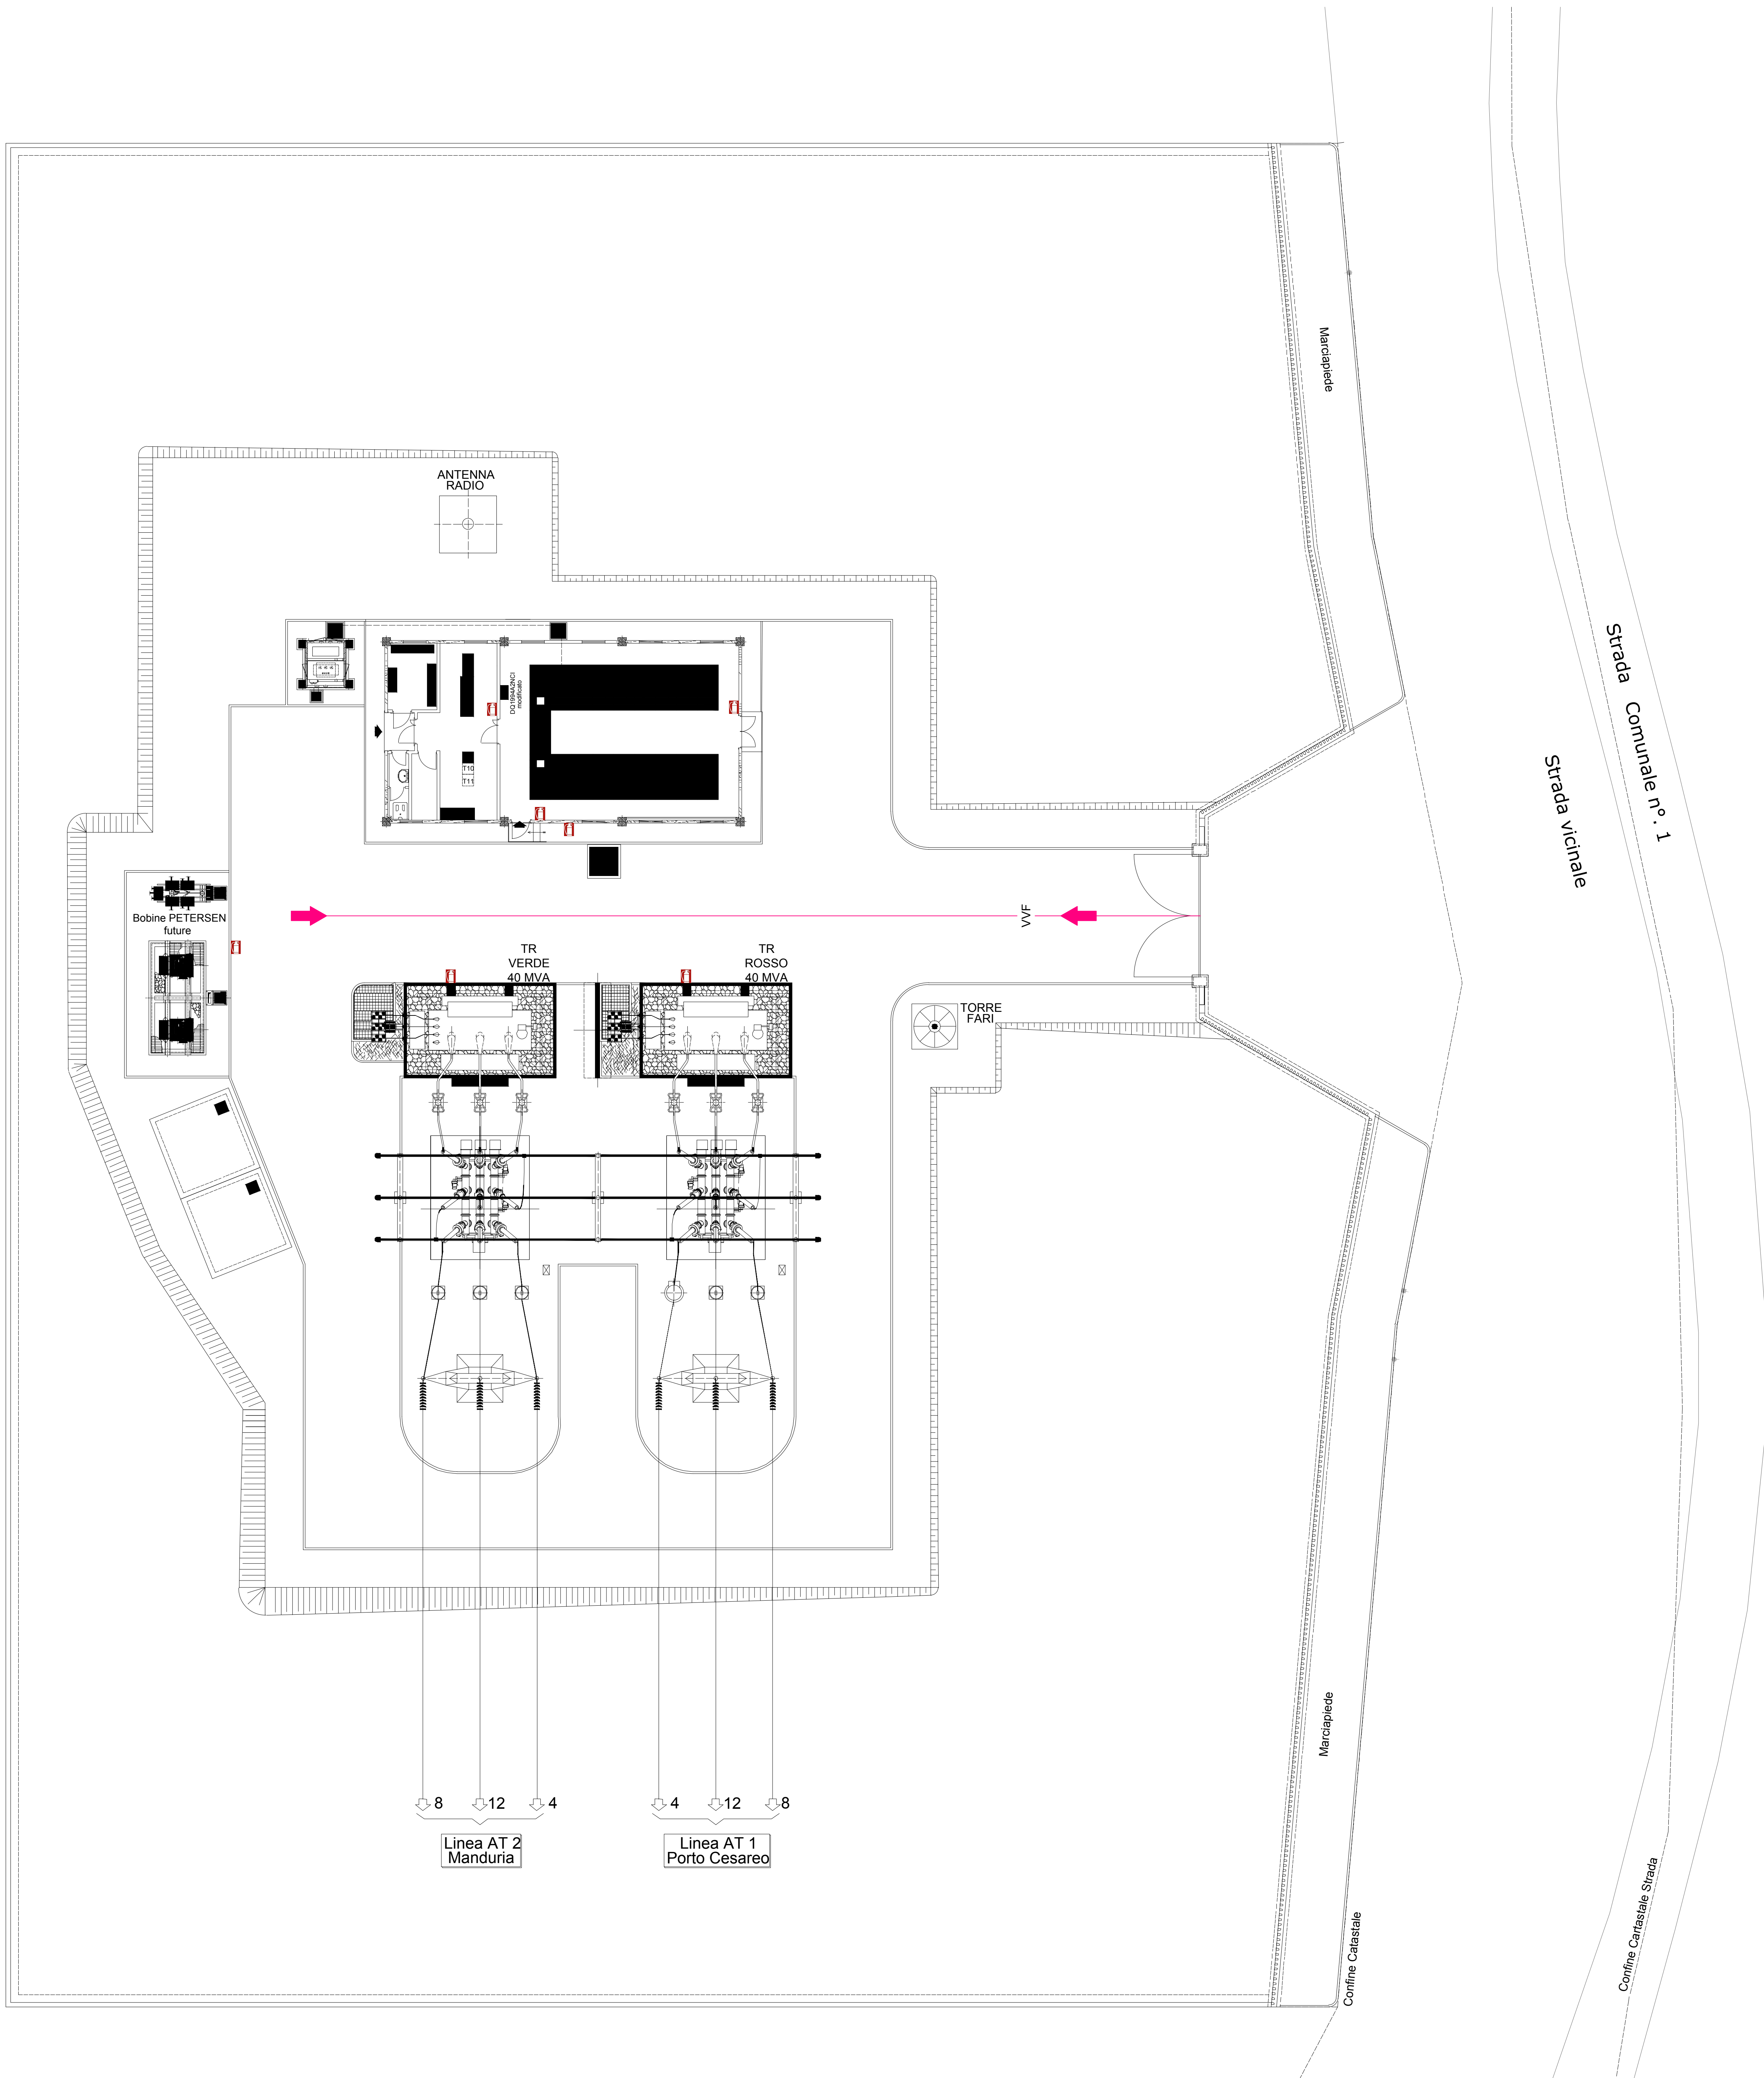 Marciapiede
ANTENNA
RADIO
Strada Comunale n°. 1
Strada vicinale
DQ1994A2NCI
modificato
T10
T11
Bobine PETERSEN
future
VVF
TR
VERDE
40 MVA
TR
ROSSO
40 MVA
TORRE
FARI
Marciapiede
8
12
4
4
12
8
Linea AT 2
Manduria
Linea AT 1
Porto Cesareo
Confine Catastale
Confine Cartastale Strada